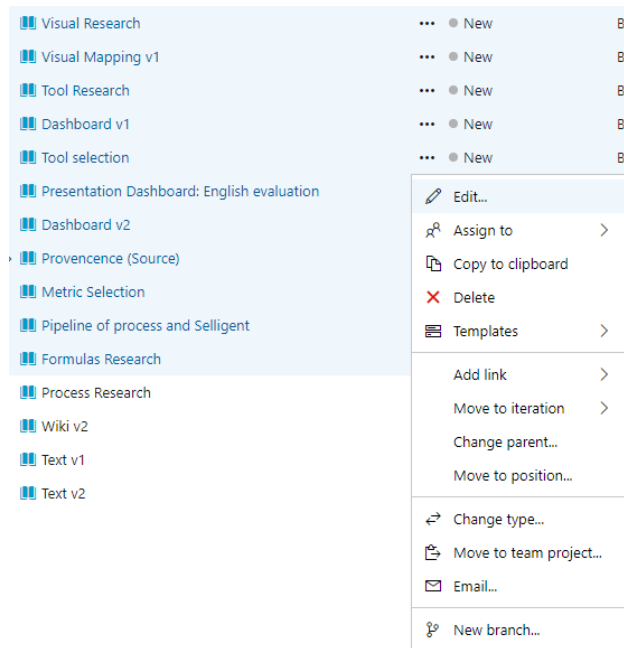 Visual Research ••• New B
Visual Mapping v1 ••• New B
Tool Research ••• New B
Dashboard v1 ••• New B
Tool selection ••• New B
Presentation Dashboard: English evaluation
Dashboard v2
Provencence (Source)
Metric Selection
Pipeline of process and Selligent
Formulas Research
Process Research
Wiki v2
Text v1
Text v2
Edit...
Assign to
Copy to clipboard
Delete
Templates
Add link
Move to iteration
Change parent...
Move to position...
Change type...
Move to team project...
Email...
New branch...